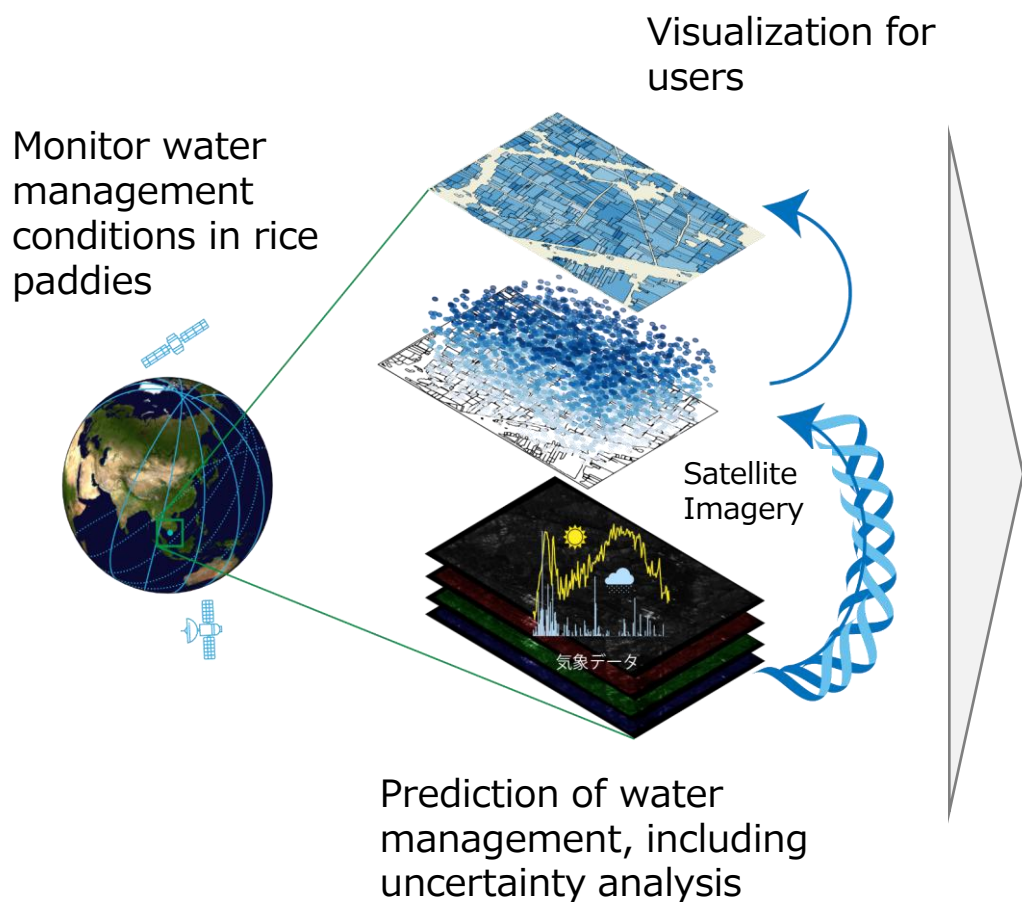 Visualization for
users
Monitor water
management
conditions in rice
paddies
Satellite
Imagery
気象データ
Prediction of water
management, including
uncertainty analysis